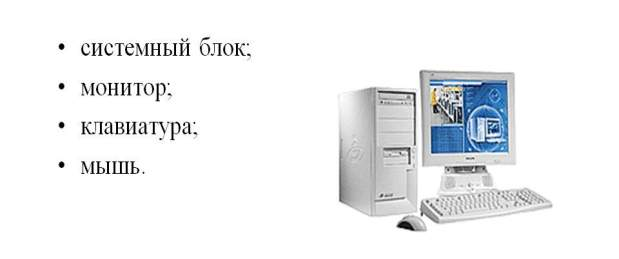 • системный блок;
• монитор;
• клавиатура;
• мышь.